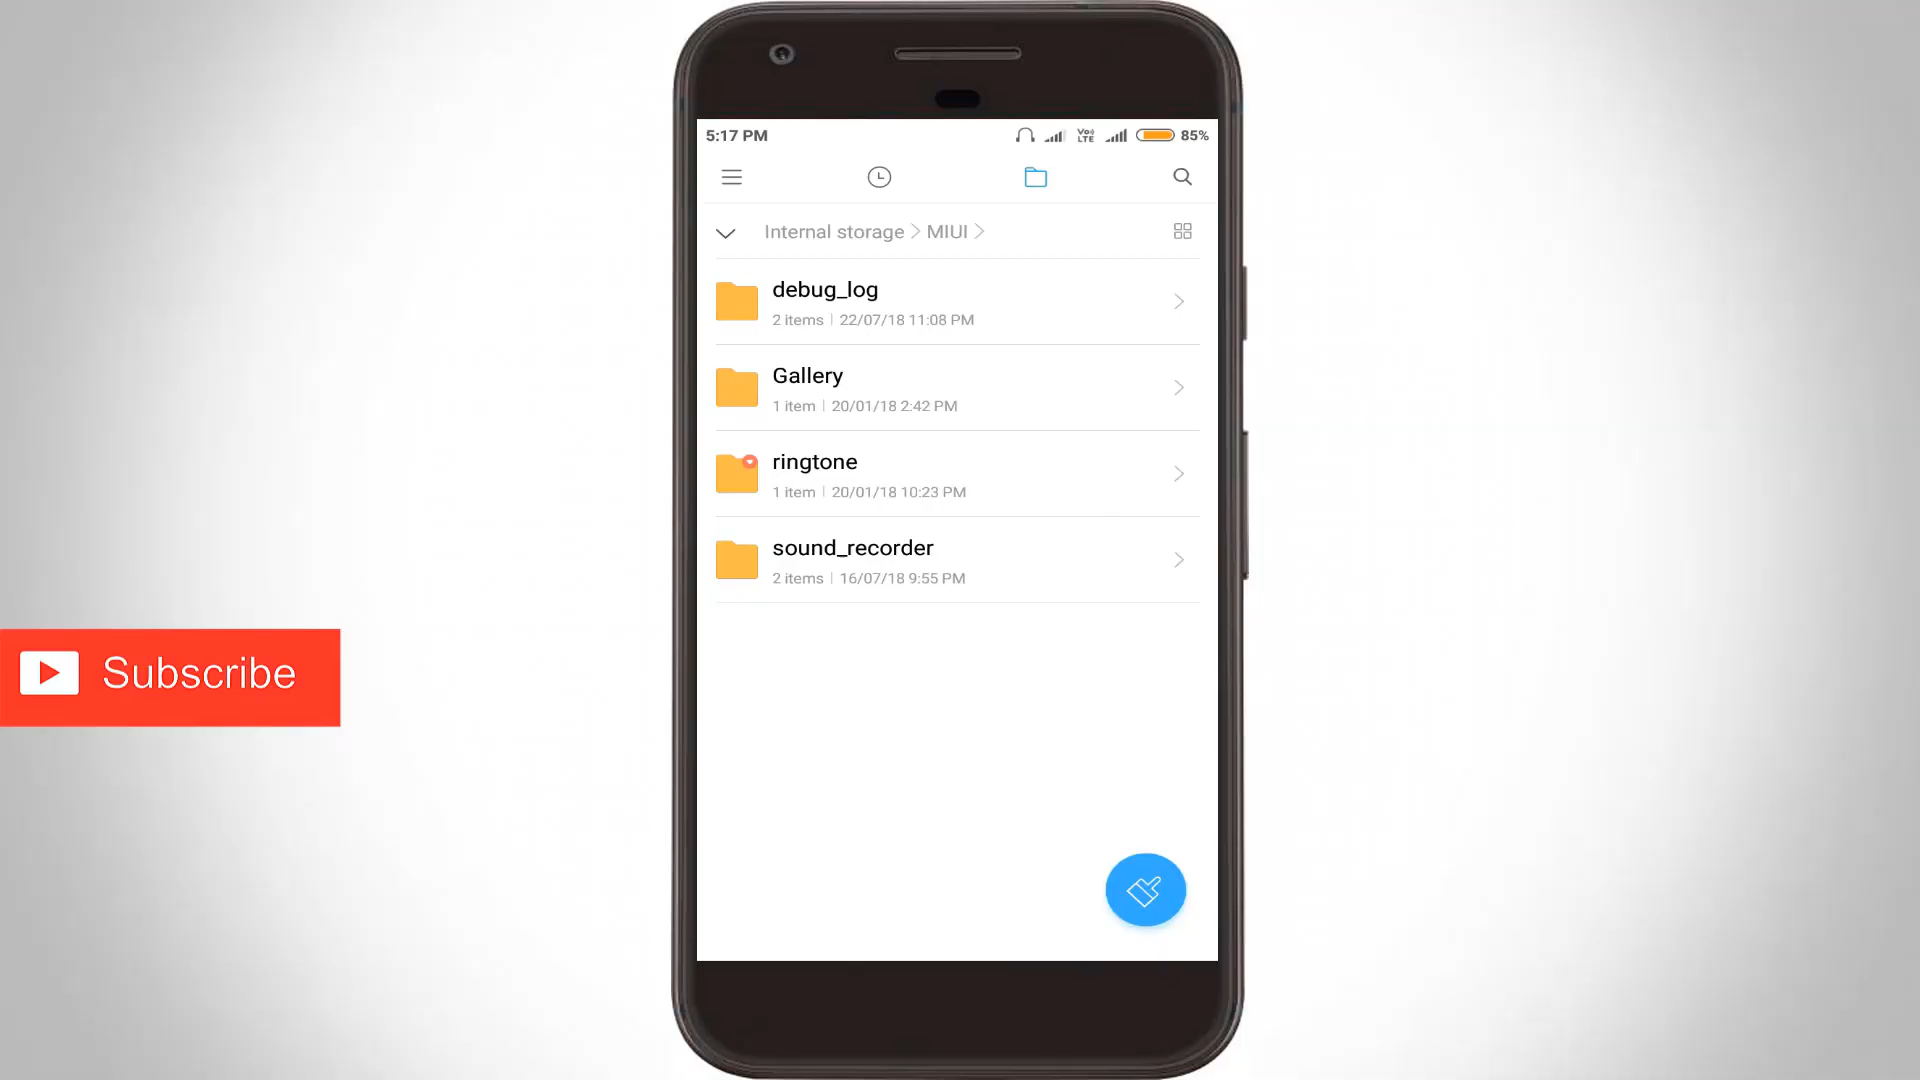 5:17 PM
Vo)) LTE 85%
Internal storage > MIUI >
debug_log
2 items | 22/07/18 11:08 PM
Gallery
1 item | 20/01/18 2:42 PM
ringtone
1 item | 20/01/18 10:23 PM
sound_recorder
2 items | 16/07/18 9:55 PM
Subscribe